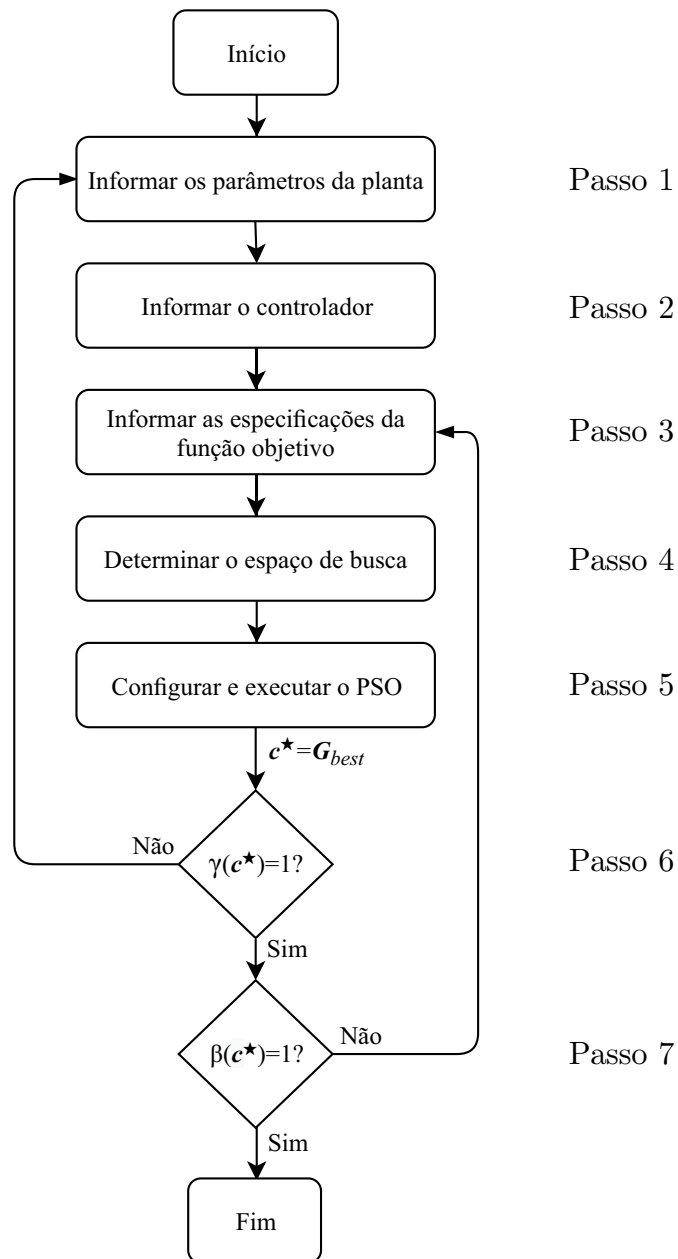 Início
Informar os parâmetros da planta
Passo 1
Informar o controlador
Passo 2
Informar as especificações da
função objetivo
Passo 3
Determinar o espaço de busca
Passo 4
Configurar e executar o PSO
Passo 5
c★=G_best
Não
γ(c★)=1?
Passo 6
Sim
β(c★)=1?
Não
Passo 7
Sim
Fim